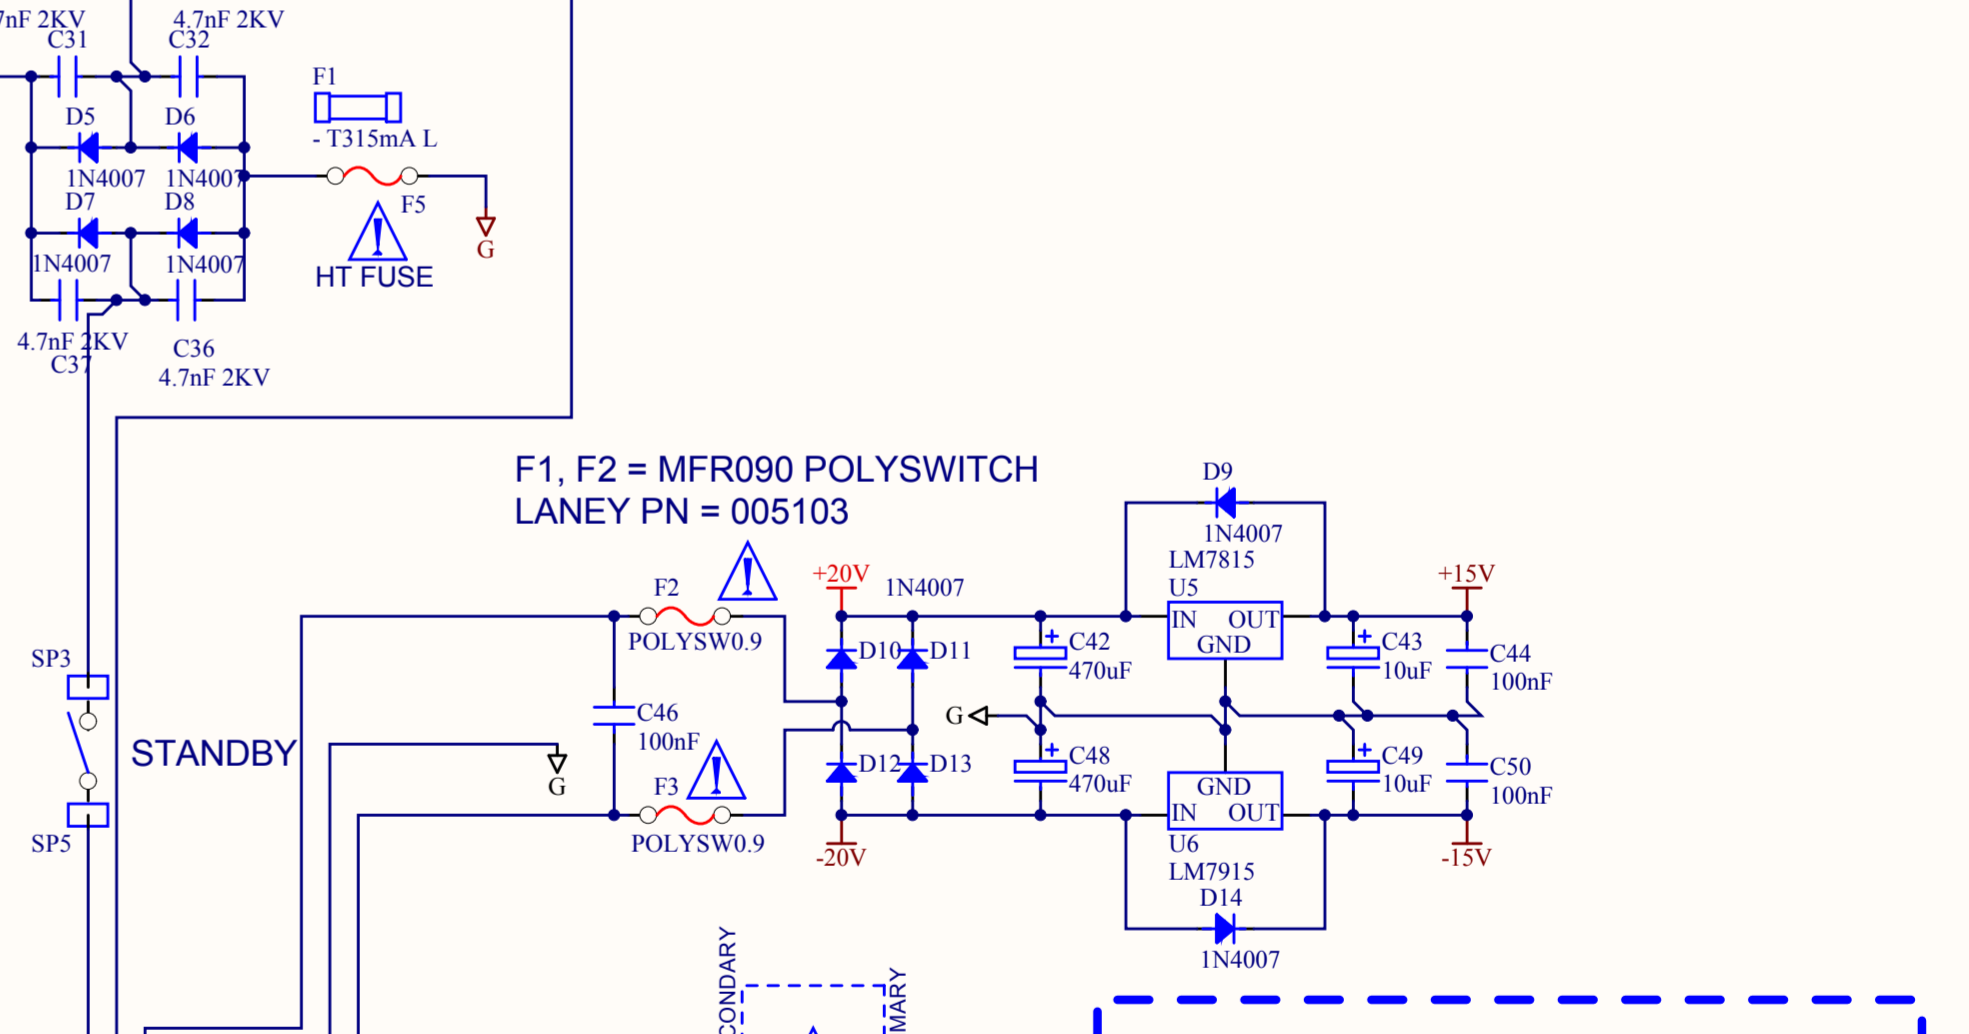 7nF 2KV
C31
4.7nF 2KV
C32
F1
- T315mA L
D5
D6
1N4007
1N4007
D7
D8
1N4007
1N4007
F5
G
HT FUSE
4.7nF 2KV
C37
C36
4.7nF 2KV
F1, F2 = MFR090 POLYSWITCH
LANEY PN = 005103
D9
1N4007
LM7815
U5
IN OUT
GND
+20V
1N4007
+15V
F2
POLYSW0.9
D10
D11
C42
470uF
C43
10uF
C44
100nF
SP3
STANDBY
SP5
C46
100nF
G
G
F3
POLYSW0.9
D12
D13
C48
470uF
GND
IN OUT
C49
10uF
C50
100nF
-20V
U6
LM7915
-15V
D14
1N4007
CONDARY
MARY